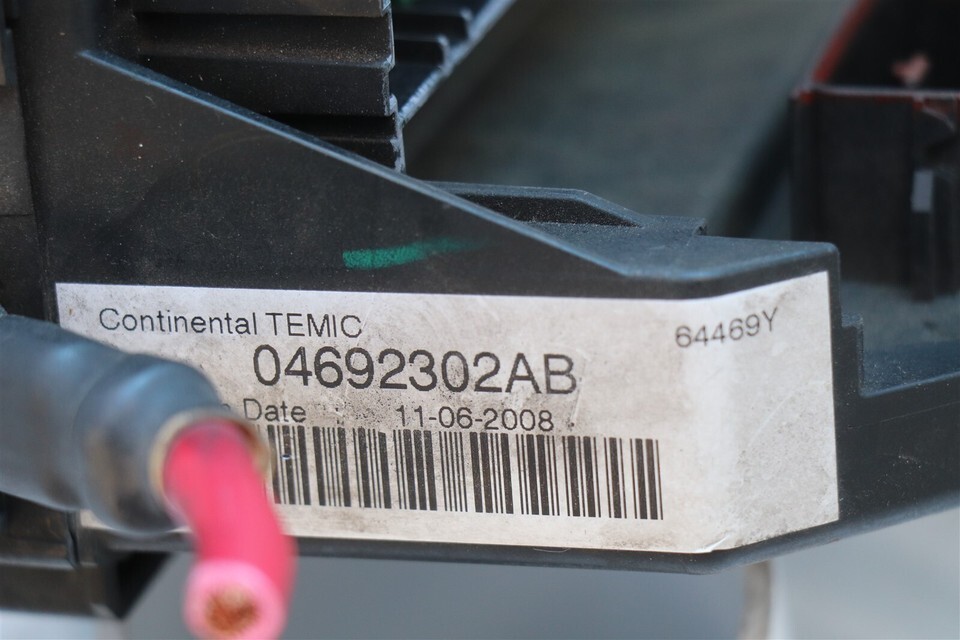 Continental TEMIC
64469Y
04692302AB
Date 11-06-2008